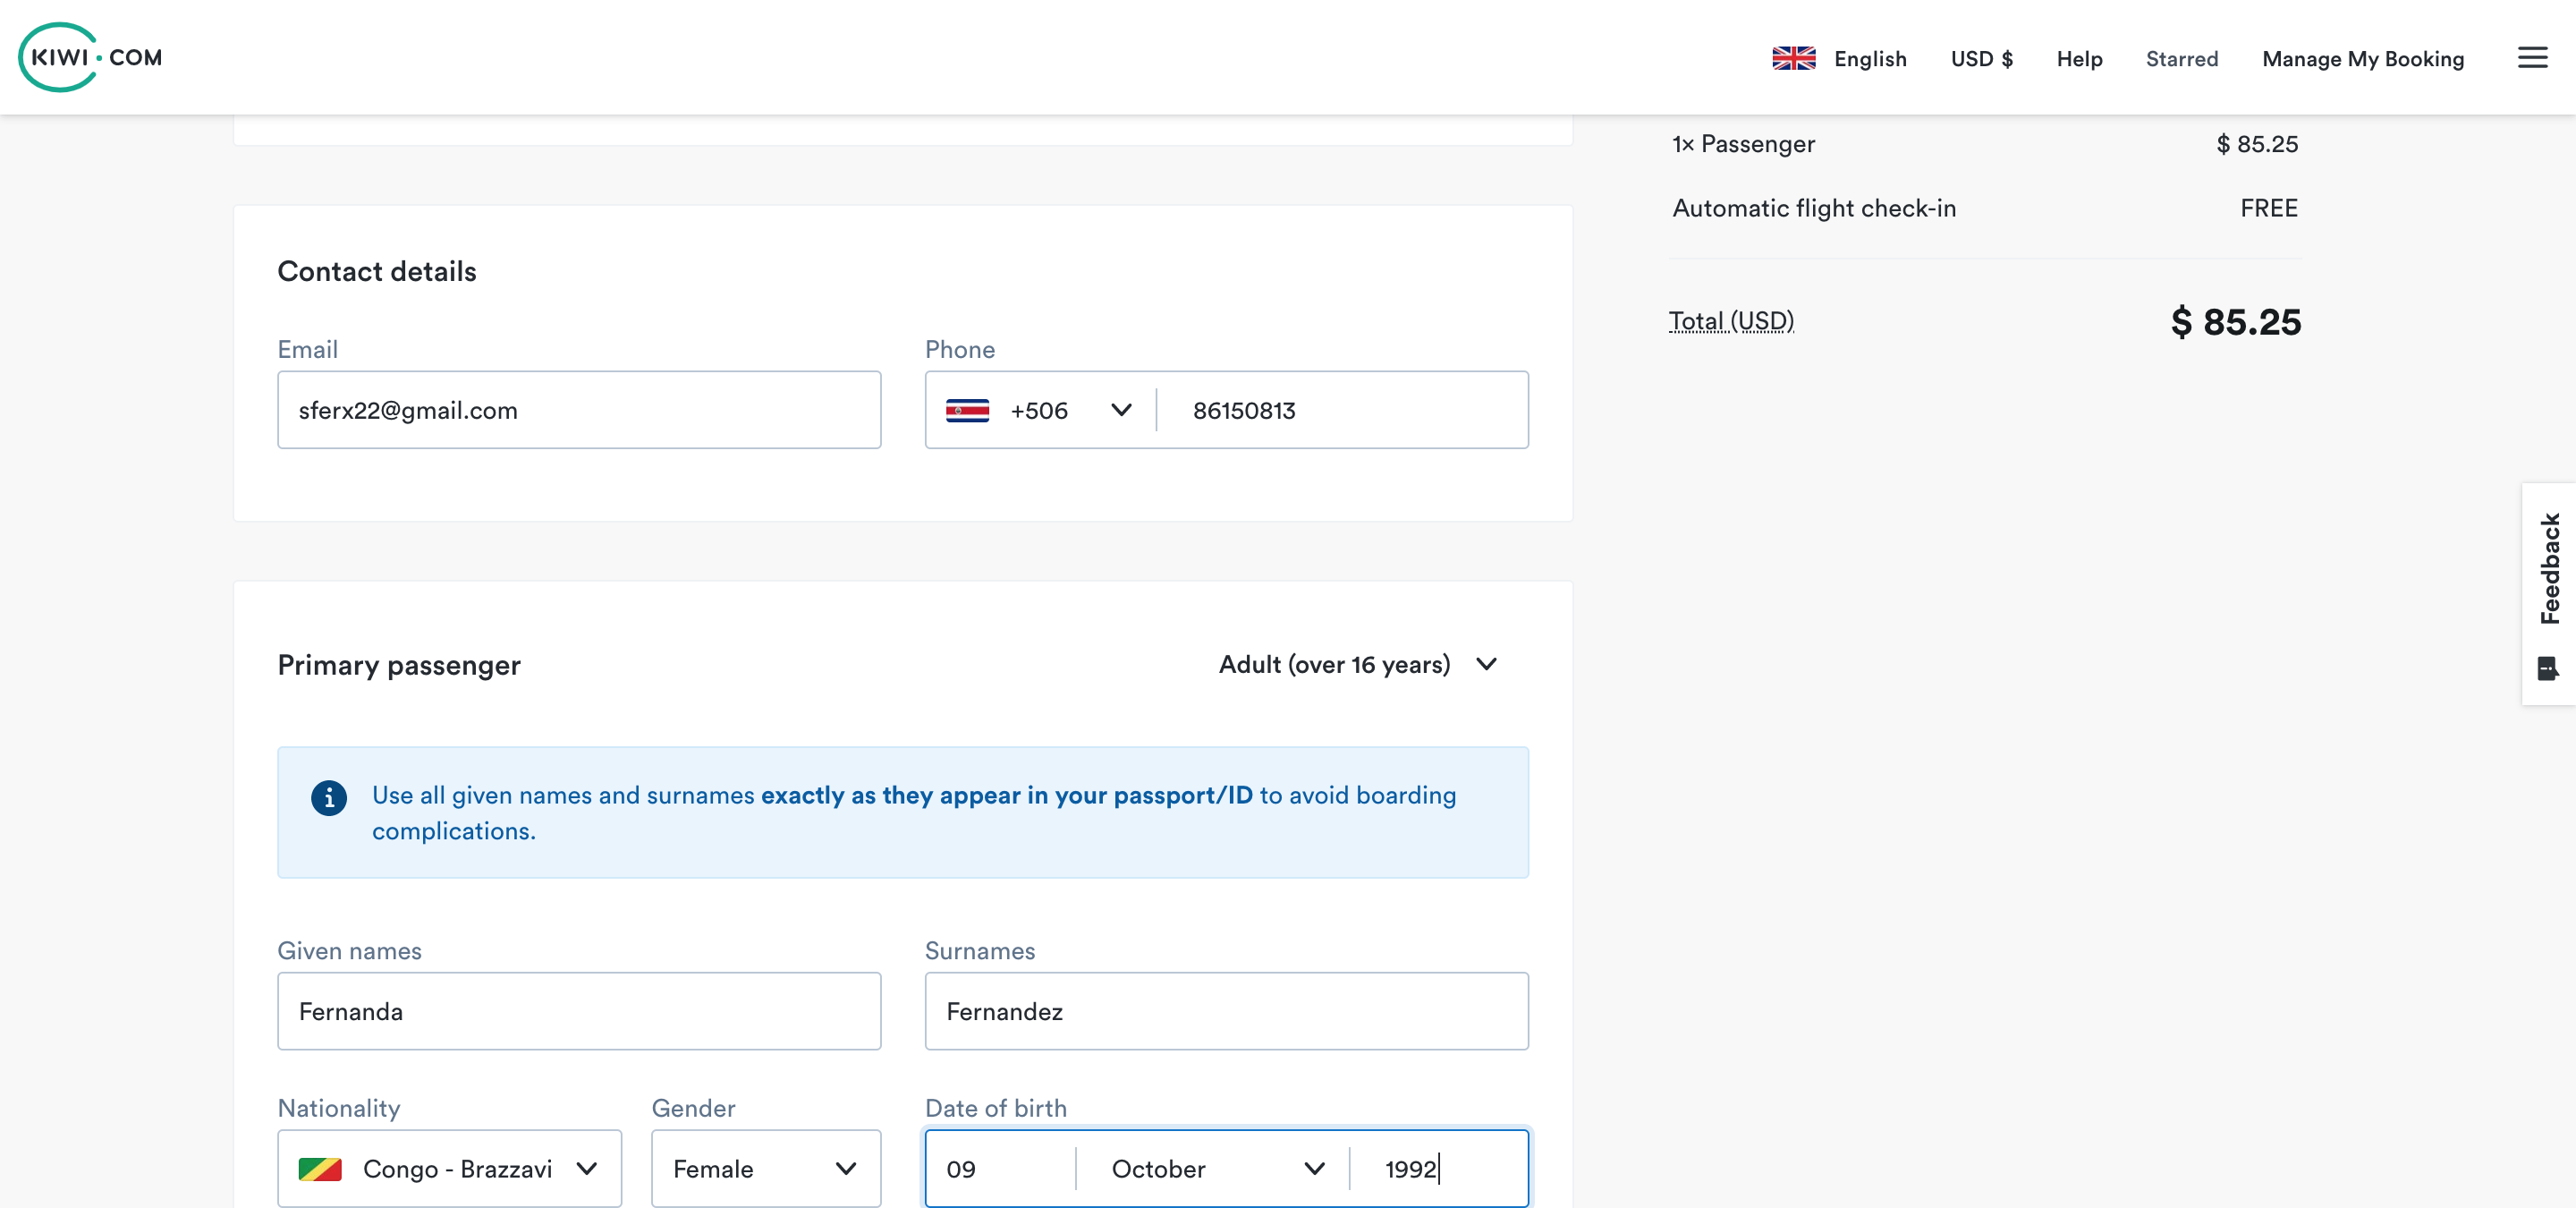 KIWI.COM
English
USD $
Help
Starred
Manage My Booking
1× Passenger
$ 85.25
Automatic flight check-in
FREE
Total (USD)
$ 85.25
Contact details
Email
Phone
sferx22@gmail.com
+506
86150813
Feedback
Primary passenger
Adult (over 16 years)
Use all given names and surnames exactly as they appear in your passport/ID to avoid boarding
complications.
Given names
Surnames
Fernanda
Fernandez
Nationality
Gender
Date of birth
Congo - Brazzavi
Female
09
October
1992